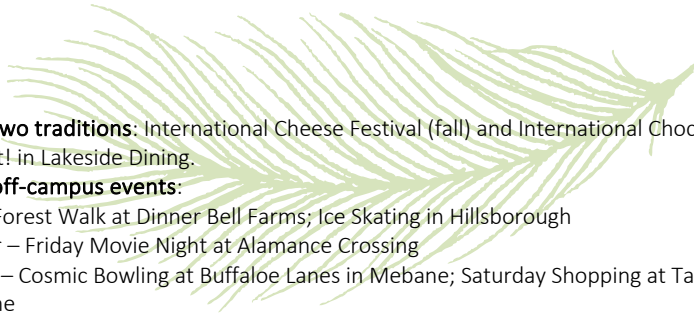 wo traditions: International Cheese Festival (fall) and International Choc
t! in Lakeside Dining.
off-campus events:
Forest Walk at Dinner Bell Farms; Ice Skating in Hillsborough
– Friday Movie Night at Alamance Crossing
– Cosmic Bowling at Buffaloe Lanes in Mebane; Saturday Shopping at Ta
ne